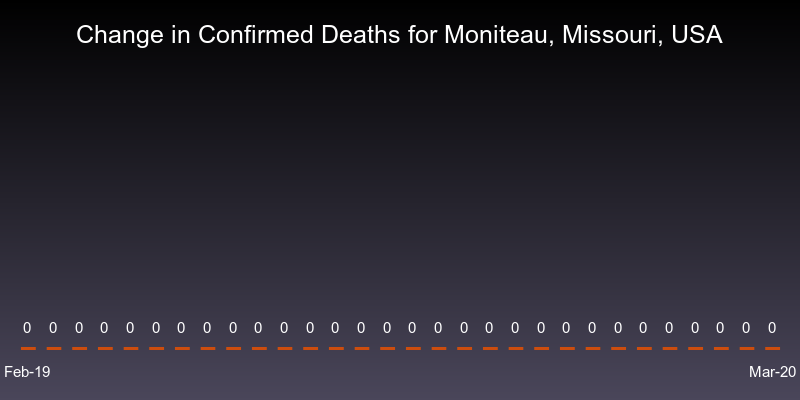 Change in Confirmed Deaths for Moniteau, Missouri, USA
0 0 0 0 0 0 0 0 0 0 0 0 0 0 0 0 0 0 0 0 0 0 0 0 0 0 0 0 0 0
Feb-19 Mar-20